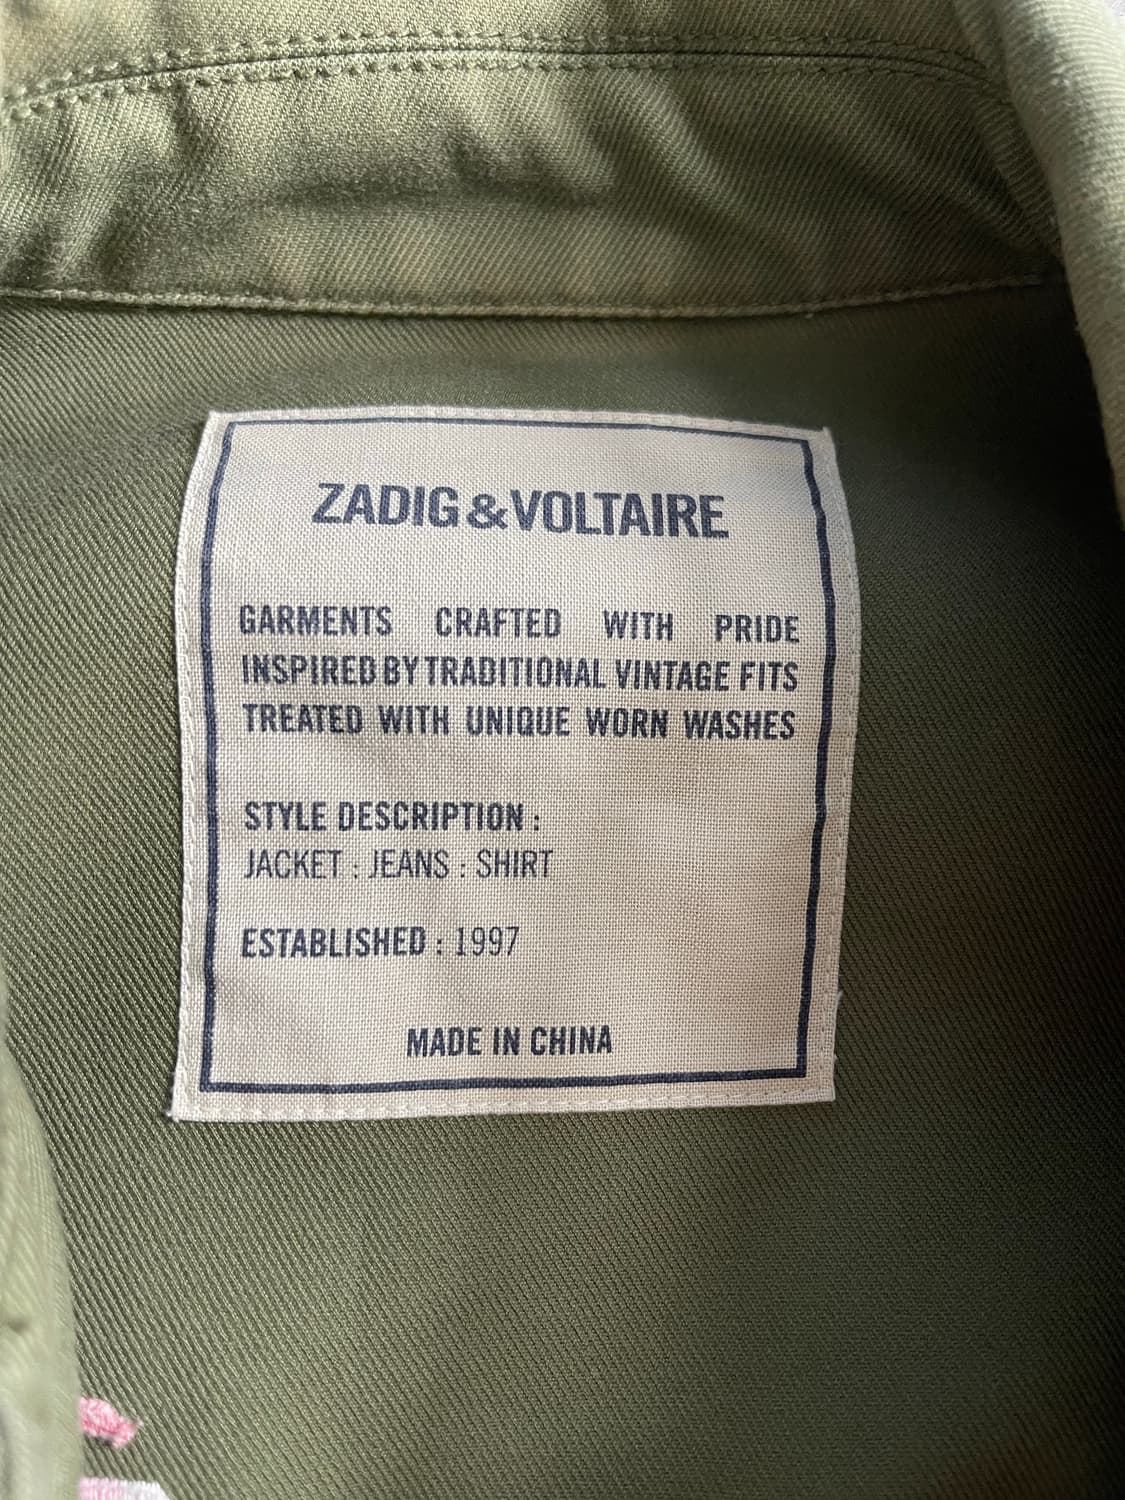 ZADIG&VOLTAIRE
GARMENTS CRAFTED WITH PRIDE
INSPIRED BY TRADITIONAL VINTAGE FITS
TREATED WITH UNIQUE WORN WASHES
STYLE DESCRIPTION :
JACKET : JEANS : SHIRT
ESTABLISHED : 1997
MADE IN CHINA